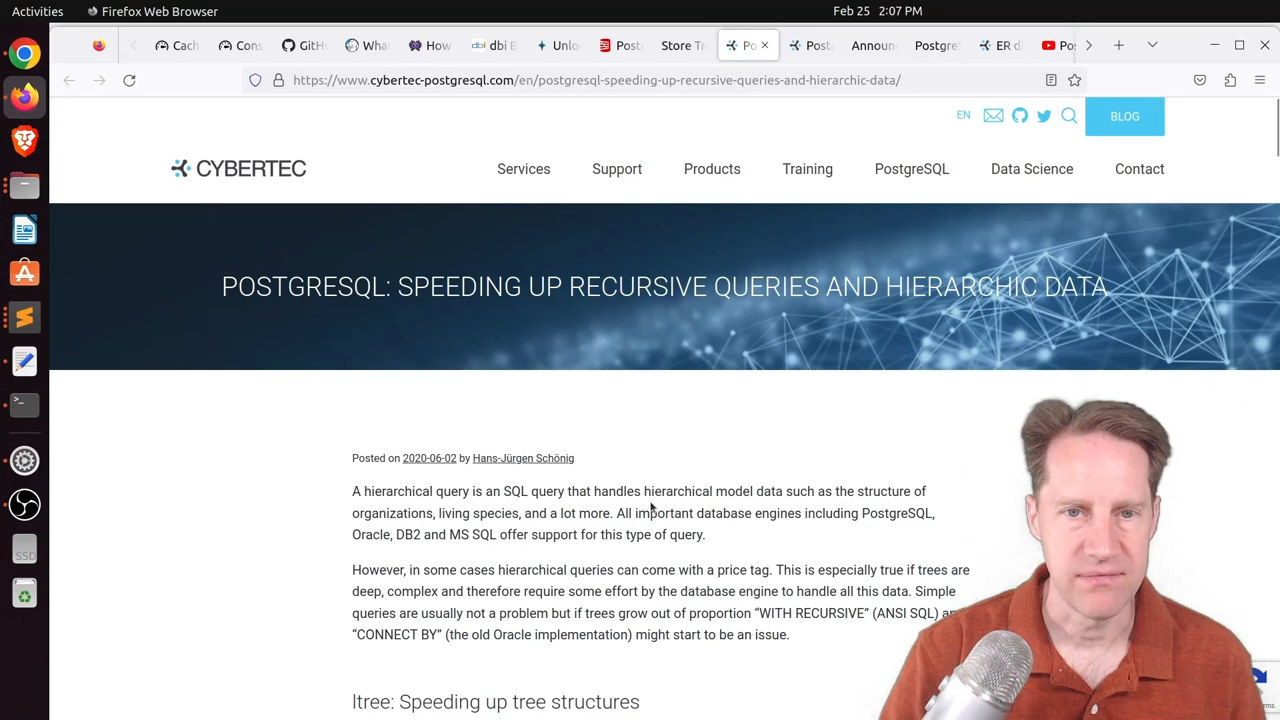 Activities
Firefox Web Browser
Feb 25 2:07 PM
Cach
Cons
GitH
What
How
dbi dbi E
Unlo
Post
Store Tr
Po
Post
Announ
Postgre
ER d
Po
https://www.cybertec-postgresql.com/en/postgresql-speeding-up-recursive-queries-and-hierarchic-data/
EN
BLOG
CYBERTEC
Services
Support
Products
Training
PostgreSQL
Data Science
Contact
POSTGRESQL: SPEEDING UP RECURSIVE QUERIES AND HIERARCHIC DATA
Posted on 2020-06-02 by Hans-Jürgen Schönig
A hierarchical query is an SQL query that handles hierarchical model data such as the structure of
organizations, living species, and a lot more. All important database engines including PostgreSQL,
Oracle, DB2 and MS SQL offer support for this type of query.
However, in some cases hierarchical queries can come with a price tag. This is especially true if trees are
deep, complex and therefore require some effort by the database engine to handle all this data. Simple
queries are usually not a problem but if trees grow out of proportion “WITH RECURSIVE” (ANSI SQL)
“CONNECT BY” (the old Oracle implementation) might start to be an issue.
ltree: Speeding up tree structures
SSD